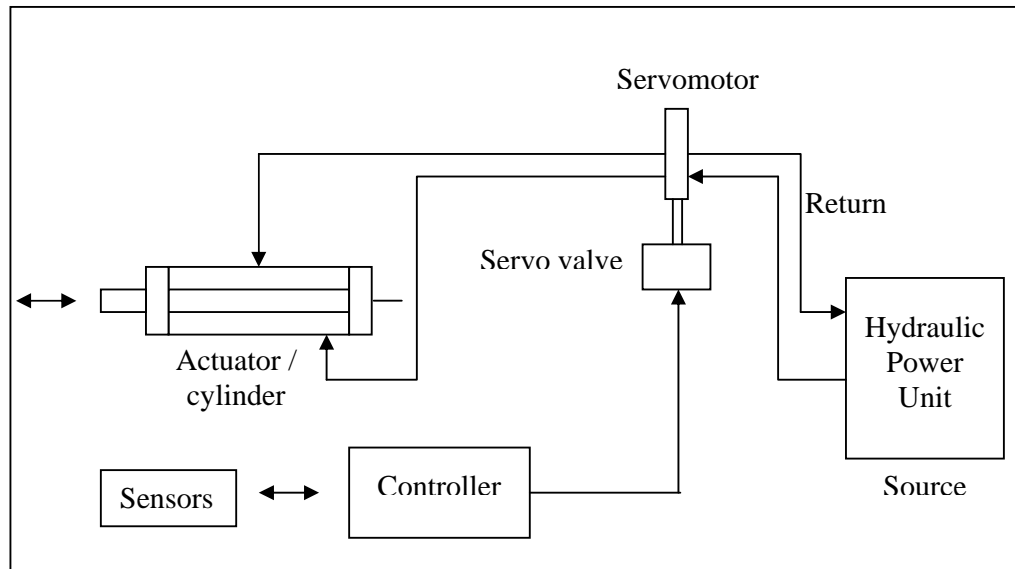 Servomotor
Return
Servo valve
Hydraulic
Power
Unit
Actuator /
cylinder
Sensors
Controller
Source